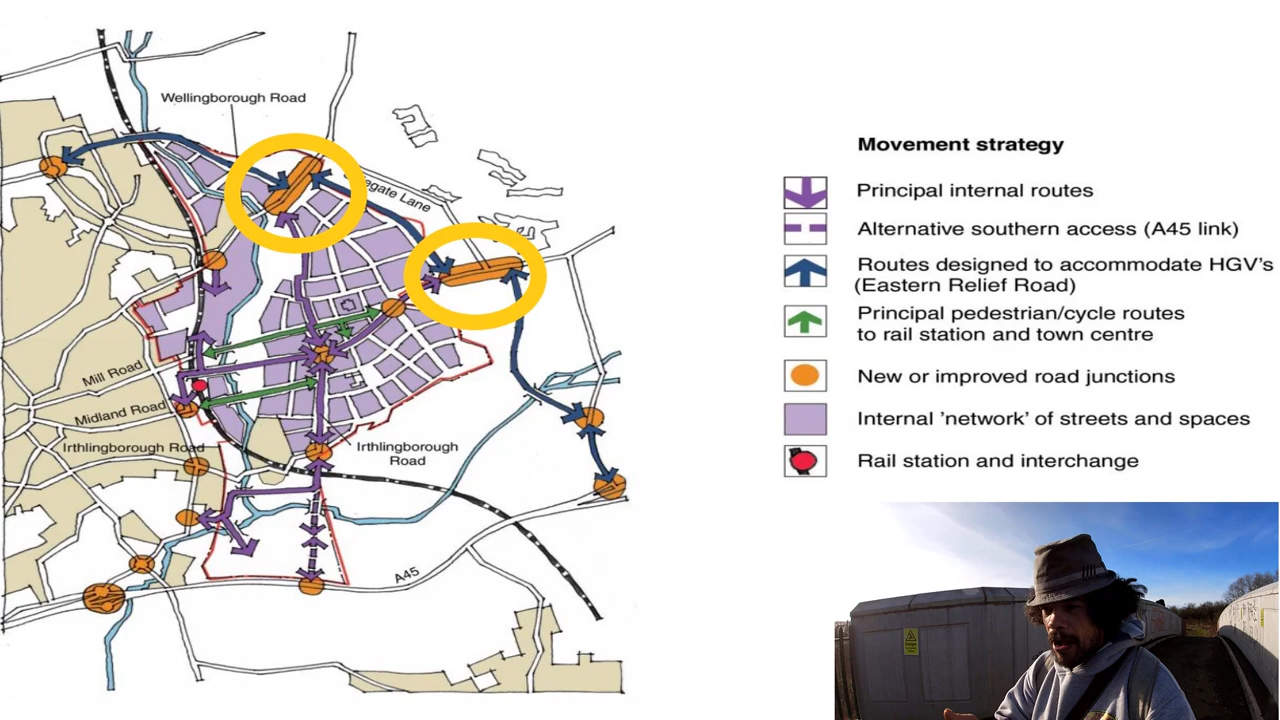 Wellingborough Road
egate Lane
Mill Road
Midland Road
Irthlingborough Road
Irthlingborough
Road
A45
Movement strategy
Principal internal routes
Alternative southern access (A45 link)
Routes designed to accommodate HGV's
(Eastern Relief Road)
Principal pedestrian/cycle routes
to rail station and town centre
New or improved road junctions
Internal 'network' of streets and spaces
Rail station and interchange